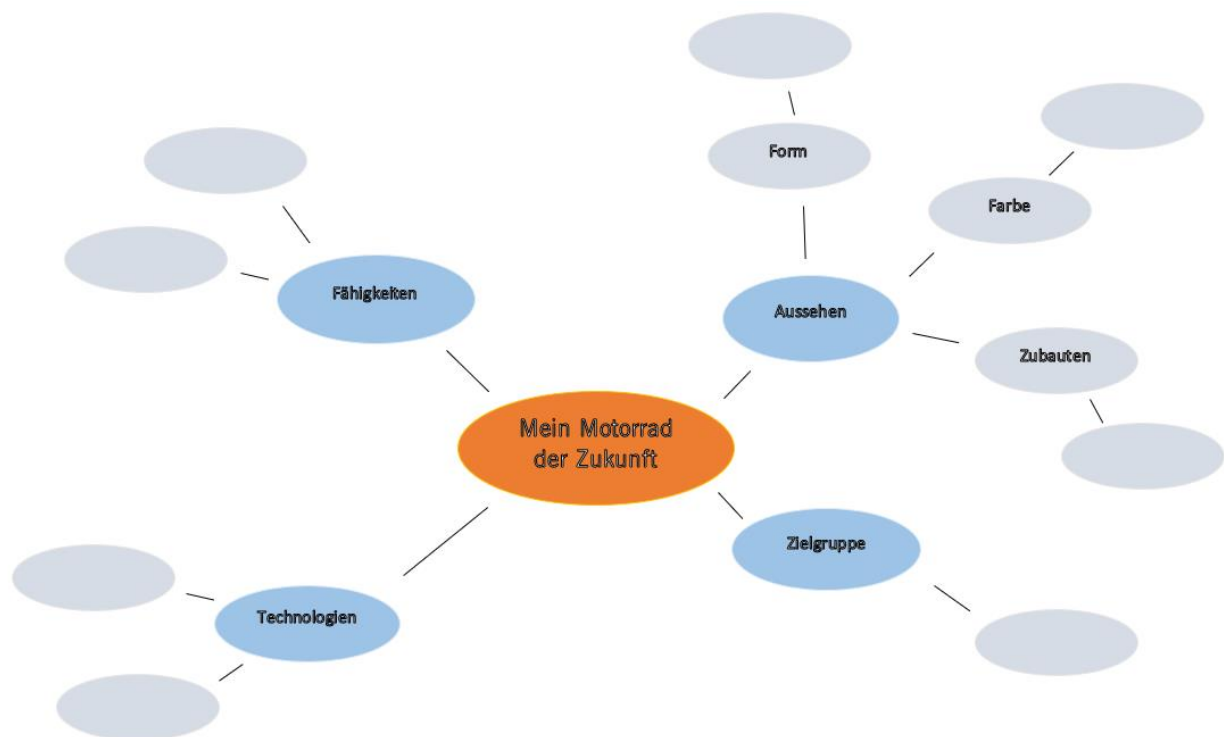 Form
Farbe
Fähigkeiten
Aussehen
Zubauten
Mein Motorrad
der Zukunft
Zielgruppe
Technologien